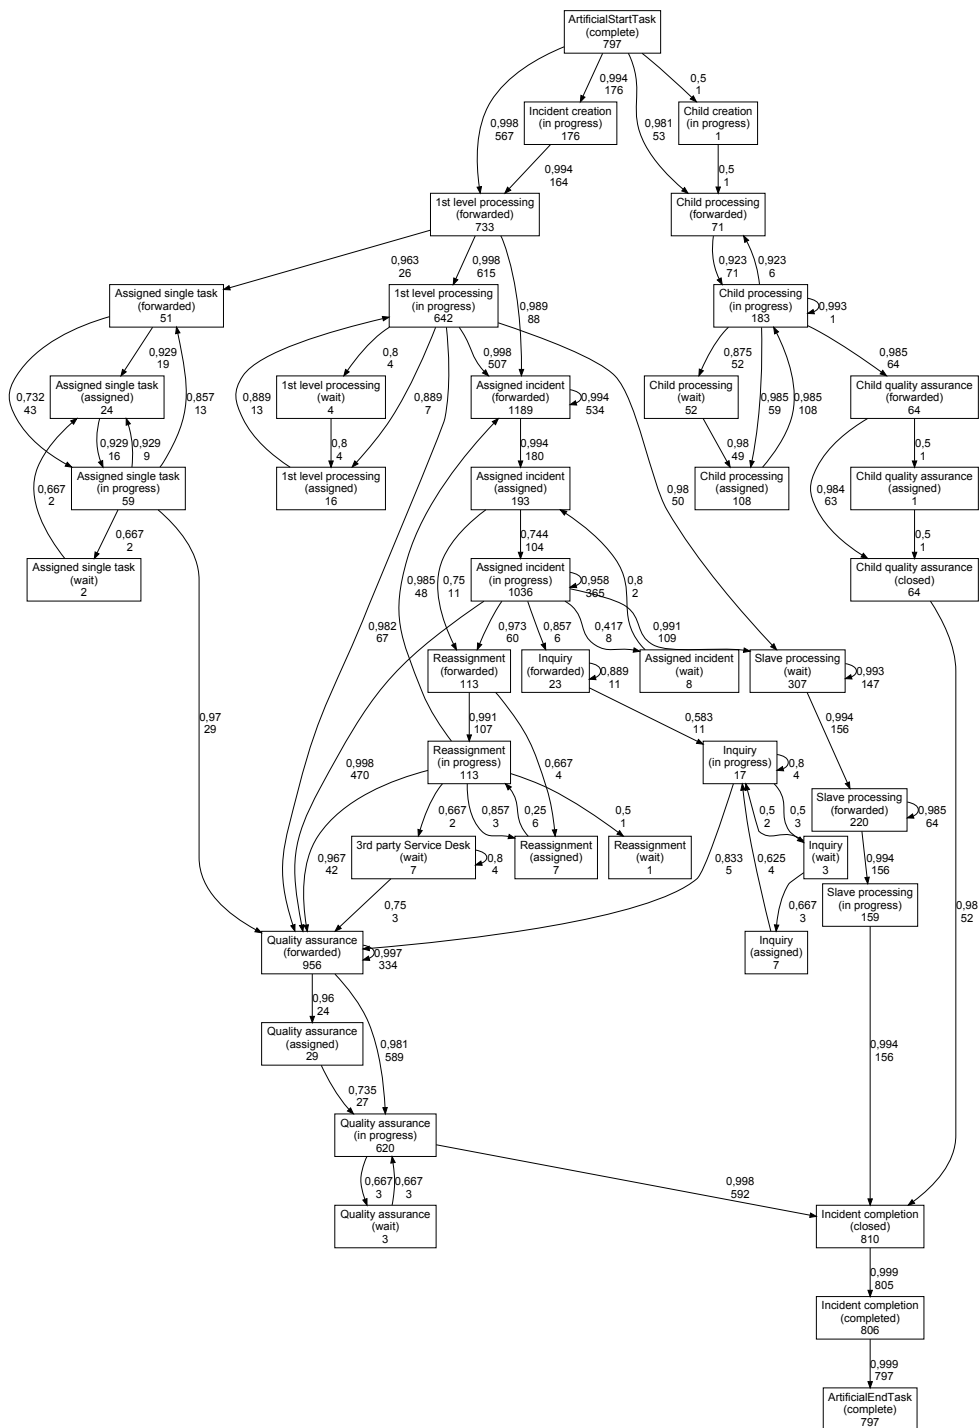 ArtificialStartTask
(complete)
797
0,994
176
0,5
1
Incident creation
(in progress)
176
Child creation
(in progress)
1
0,998
567
0,981
53
0,994
164
0,5
1
1st level processing
(forwarded)
733
Child processing
(forwarded)
71
0,963
26
0,998
615
0,989
88
0,923
71
0,923
6
Assigned single task
(forwarded)
51
1st level processing
(in progress)
642
Child processing
(in progress)
183
0,993
1
0,929
19
0,8
4
0,998
507
0,875
52
0,985
64
0,732
43
Assigned single task
(assigned)
24
0,857
13
0,889
13
1st level processing
(wait)
4
0,889
7
Assigned incident
(forwarded)
1189
0,994
534
Child processing
(wait)
52
0,985
59
0,985
108
Child quality assurance
(forwarded)
64
0,929
16
0,929
9
0,8
4
0,994
180
0,98
49
0,5
1
0,667
2
Assigned single task
(in progress)
59
1st level processing
(assigned)
16
Assigned incident
(assigned)
193
0,98
50
Child processing
(assigned)
108
0,984
63
Child quality assurance
(assigned)
1
0,667
2
0,744
104
0,5
1
Assigned single task
(wait)
2
0,985
48
0,75
11
Assigned incident
(in progress)
1036
0,958
365
0,8
2
Child quality assurance
(closed)
64
0,982
67
0,973
60
0,857
6
0,417
8
0,991
109
Reassignment
(forwarded)
113
Inquiry
(forwarded)
23
0,889
11
Assigned incident
(wait)
8
Slave processing
(wait)
307
0,993
147
0,97
29
0,991
107
0,583
11
0,994
156
0,998
470
Reassignment
(in progress)
113
0,667
4
Inquiry
(in progress)
17
0,8
4
0,667
2
0,857
3
0,25
6
0,5
1
0,5
2
0,5
3
Slave processing
(forwarded)
220
0,985
64
0,967
42
3rd party Service Desk
(wait)
7
0,8
4
Reassignment
(assigned)
7
Reassignment
(wait)
1
0,833
5
0,625
4
Inquiry
(wait)
3
0,994
156
0,75
3
0,667
3
Slave processing
(in progress)
159
0,98
52
Quality assurance
(forwarded)
956
0,997
334
Inquiry
(assigned)
7
0,96
24
Quality assurance
(assigned)
29
0,981
589
0,994
156
0,735
27
Quality assurance
(in progress)
620
0,667
3
0,667
3
0,998
592
Quality assurance
(wait)
3
Incident completion
(closed)
810
0,999
805
Incident completion
(completed)
806
0,999
797
ArtificialEndTask
(complete)
797